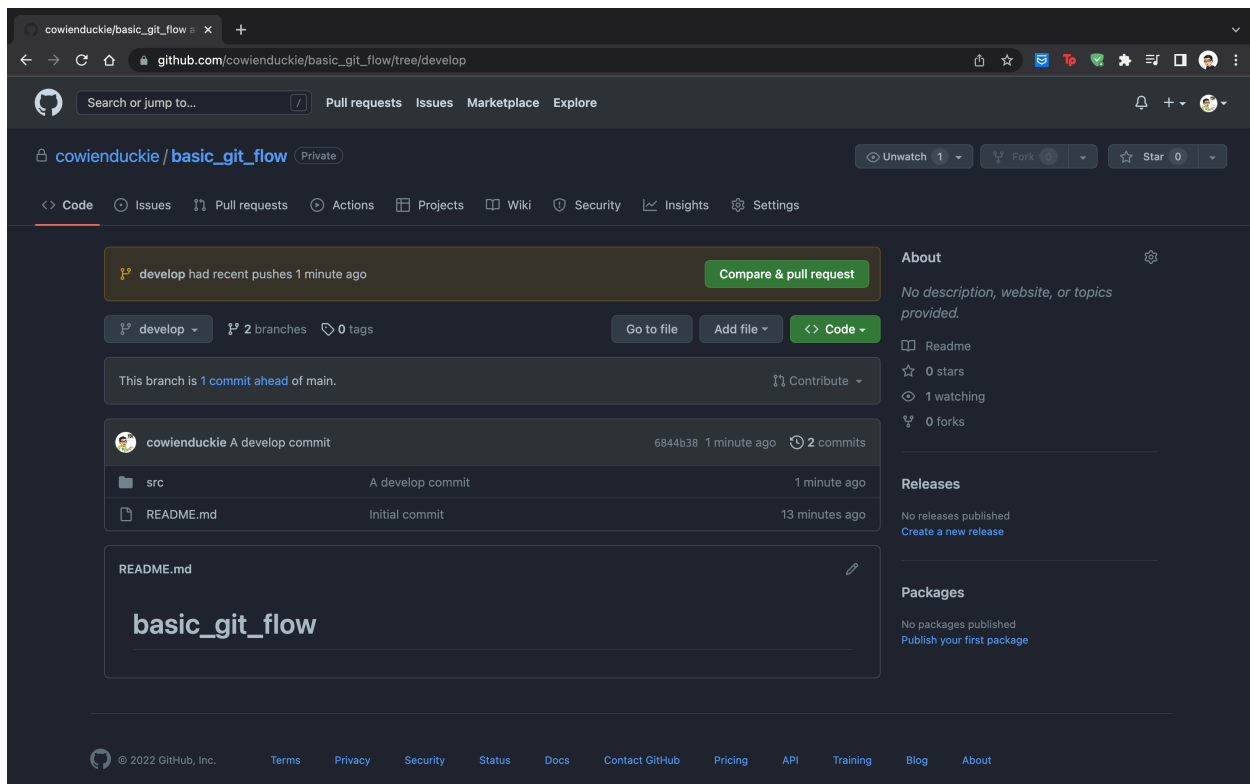 cowienduckie/basic_git_flow a
github.com/cowienduckie/basic_git_flow/tree/develop
Tp
Search or jump to... / Pull requests Issues Marketplace Explore
cowienduckie / basic_git_flow Private
Unwatch 1 Fork 0 Star 0
Code Issues Pull requests Actions Projects Wiki Security Insights Settings
develop had recent pushes 1 minute ago Compare & pull request
develop 2 branches 0 tags Go to file Add file Code
This branch is 1 commit ahead of main. Contribute
cowienduckie A develop commit 6844b38 1 minute ago 2 commits
src A develop commit 1 minute ago
README.md Initial commit 13 minutes ago
README.md
basic_git_flow
About
No description, website, or topics
provided.
Readme
0 stars
1 watching
0 forks
Releases
No releases published
Create a new release
Packages
No packages published
Publish your first package
© 2022 GitHub, Inc. Terms Privacy Security Status Docs Contact GitHub Pricing API Training Blog About